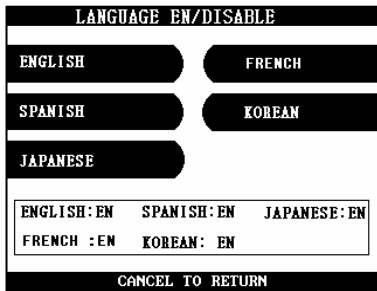 LANGUAGE EN/DISABLE
ENGLISH FRENCH
SPANISH KOREAN
JAPANESE
ENGLISH:EN SPANISH:EN JAPANESE:EN
FRENCH :EN KOREAN: EN
CANCEL TO RETURN